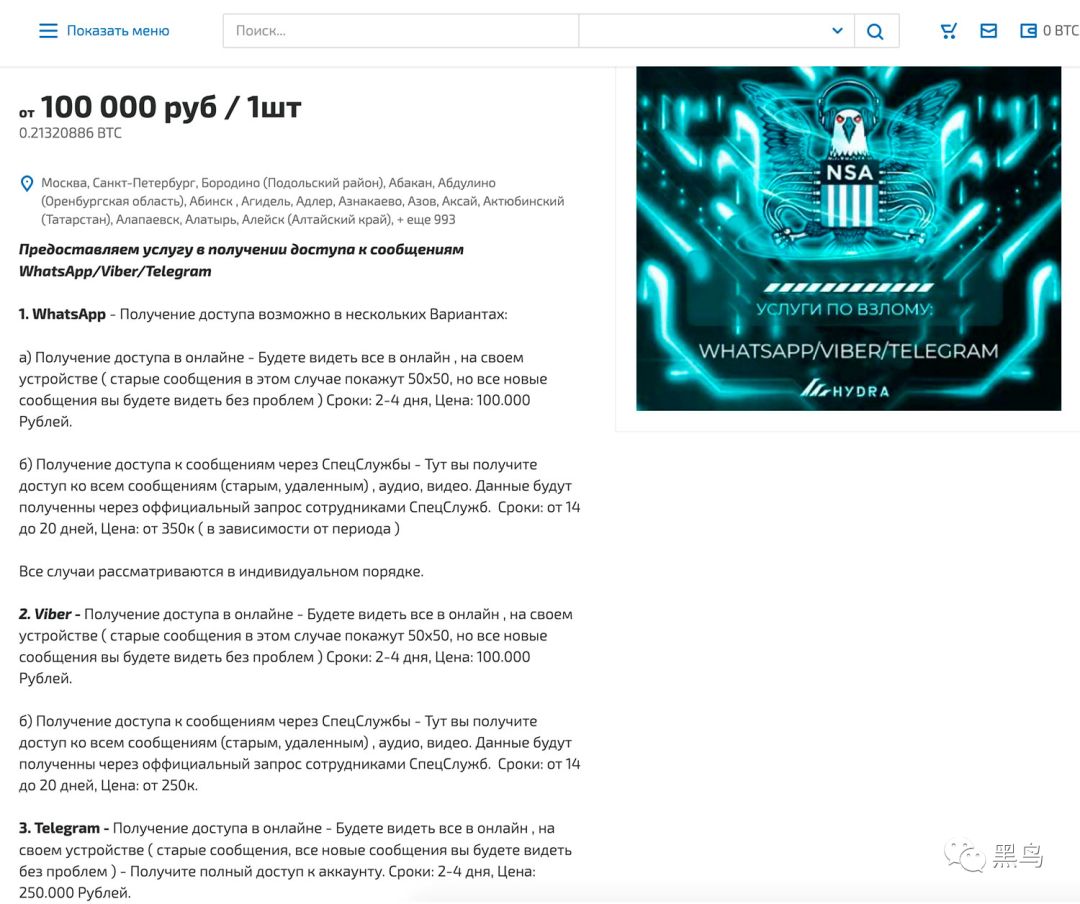 Показать меню
Поиск...
0 BTC
от 100 000 руб / 1шт
0.21320886 BTC
Москва, Санкт-Петербург, Бородино (Подольский район), Абакан, Абдулино
(Оренбургская область), Абинск , Агидель, Адлер, Азнакаево, Азов, Аксай, Актюбинский
(Татарстан), Алапаевск, Алатырь, Алейск (Алтайский край), + еще 993
Предоставляем услугу в получении доступа к сообщениям
WhatsApp/Viber/Telegram
1. WhatsApp - Получение доступа возможно в нескольких Вариантах:
а) Получение доступа в онлайне - Будете видеть все в онлайн , на своем
устройстве ( старые сообщения в этом случае покажут 50х50, но все новые
сообщения вы будете видеть без проблем ) Сроки: 2-4 дня, Цена: 100.000
Рублей.
б) Получение доступа к сообщениям через СпецСлужбы - Тут вы получите
доступ ко всем сообщениям (старым, удаленным) , аудио, видео. Данные будут
полученны через оффициальный запрос сотрудниками СпецСлужб.  Сроки: от 14
до 20 дней, Цена: от 350к ( в зависимости от периода )
Все случаи рассматриваются в индивидуальном порядке.
2. Viber - Получение доступа в онлайне - Будете видеть все в онлайн , на своем
устройстве ( старые сообщения в этом случае покажут 50х50, но все новые
сообщения вы будете видеть без проблем ) Сроки: 2-4 дня, Цена: 100.000
Рублей.
б) Получение доступа к сообщениям через СпецСлужбы - Тут вы получите
доступ ко всем сообщениям (старым, удаленным) , аудио, видео. Данные будут
полученны через оффициальный запрос сотрудниками СпецСлужб.  Сроки: от 14
до 20 дней, Цена: от 250к.
3. Telegram - Получение доступа в онлайне - Будете видеть все в онлайн , на
своем устройстве ( старые сообщения, все новые сообщения вы будете видеть
без проблем ) - Получите полный доступ к аккаунту. Сроки: 2-4 дня, Цена:
250.000 Рублей.
NSA
УСЛУГИ ПО ВЗЛОМУ:
WHATSAPP/VIBER/TELEGRAM
HYDRA
黑鸟